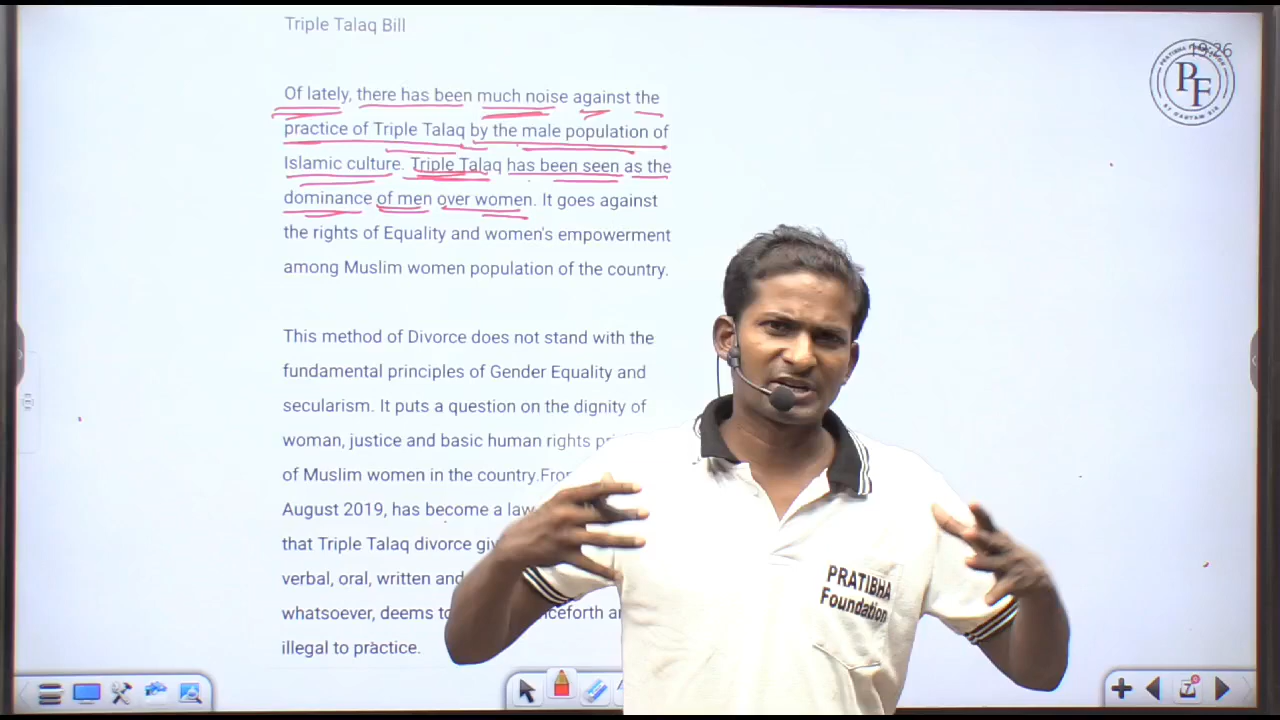 Triple Talaq Bill
19:26
Of lately, there has been much noise against the
practice of Triple Talaq by the male population of
Islamic culture. Triple Talaq has been seen as the
dominance of men over women. It goes against
the rights of Equality and women's empowerment
among Muslim women population of the country.
This method of Divorce does not stand with the
fundamental principles of Gender Equality and
secularism. It puts a question on the dignity of
woman, justice and basic human rights
of Muslim women in the country.
August 2019, has become a law
that Triple Talaq divorce
verbal, oral, written and
whatsoever, deems
illegal to practice.
PF
PRATIBHA
Foundation
7